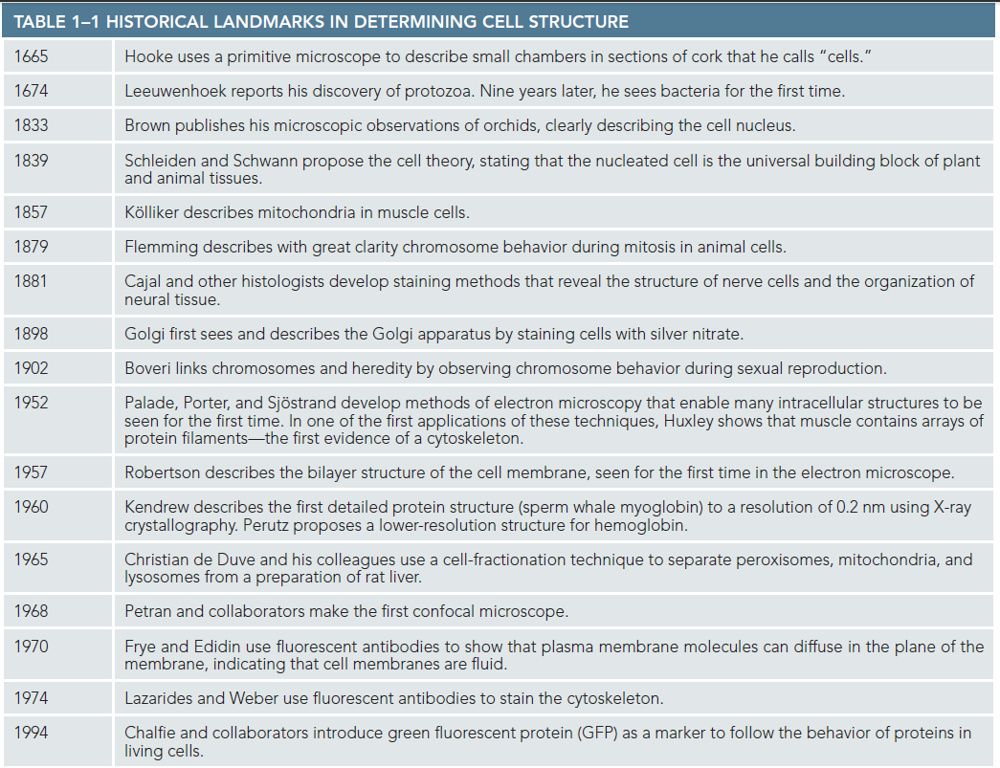 TABLE 1–1 HISTORICAL LANDMARKS IN DETERMINING CELL STRUCTURE
1665 Hooke uses a primitive microscope to describe small chambers in sections of cork that he calls “cells.”
1674 Leeuwenhoek reports his discovery of protozoa. Nine years later, he sees bacteria for the first time.
1833 Brown publishes his microscopic observations of orchids, clearly describing the cell nucleus.
1839 Schleiden and Schwann propose the cell theory, stating that the nucleated cell is the universal building block of plant
and animal tissues.
1857 Kölliker describes mitochondria in muscle cells.
1879 Flemming describes with great clarity chromosome behavior during mitosis in animal cells.
1881 Cajal and other histologists develop staining methods that reveal the structure of nerve cells and the organization of
neural tissue.
1898 Golgi first sees and describes the Golgi apparatus by staining cells with silver nitrate.
1902 Boveri links chromosomes and heredity by observing chromosome behavior during sexual reproduction.
1952 Palade, Porter, and Sjöstrand develop methods of electron microscopy that enable many intracellular structures to be
seen for the first time. In one of the first applications of these techniques, Huxley shows that muscle contains arrays of
protein filaments—the first evidence of a cytoskeleton.
1957 Robertson describes the bilayer structure of the cell membrane, seen for the first time in the electron microscope.
1960 Kendrew describes the first detailed protein structure (sperm whale myoglobin) to a resolution of 0.2 nm using X-ray
crystallography. Perutz proposes a lower-resolution structure for hemoglobin.
1965 Christian de Duve and his colleagues use a cell-fractionation technique to separate peroxisomes, mitochondria, and
lysosomes from a preparation of rat liver.
1968 Petran and collaborators make the first confocal microscope.
1970 Frye and Edidin use fluorescent antibodies to show that plasma membrane molecules can diffuse in the plane of the
membrane, indicating that cell membranes are fluid.
1974 Lazarides and Weber use fluorescent antibodies to stain the cytoskeleton.
1994 Chalfie and collaborators introduce green fluorescent protein (GFP) as a marker to follow the behavior of proteins in
living cells.